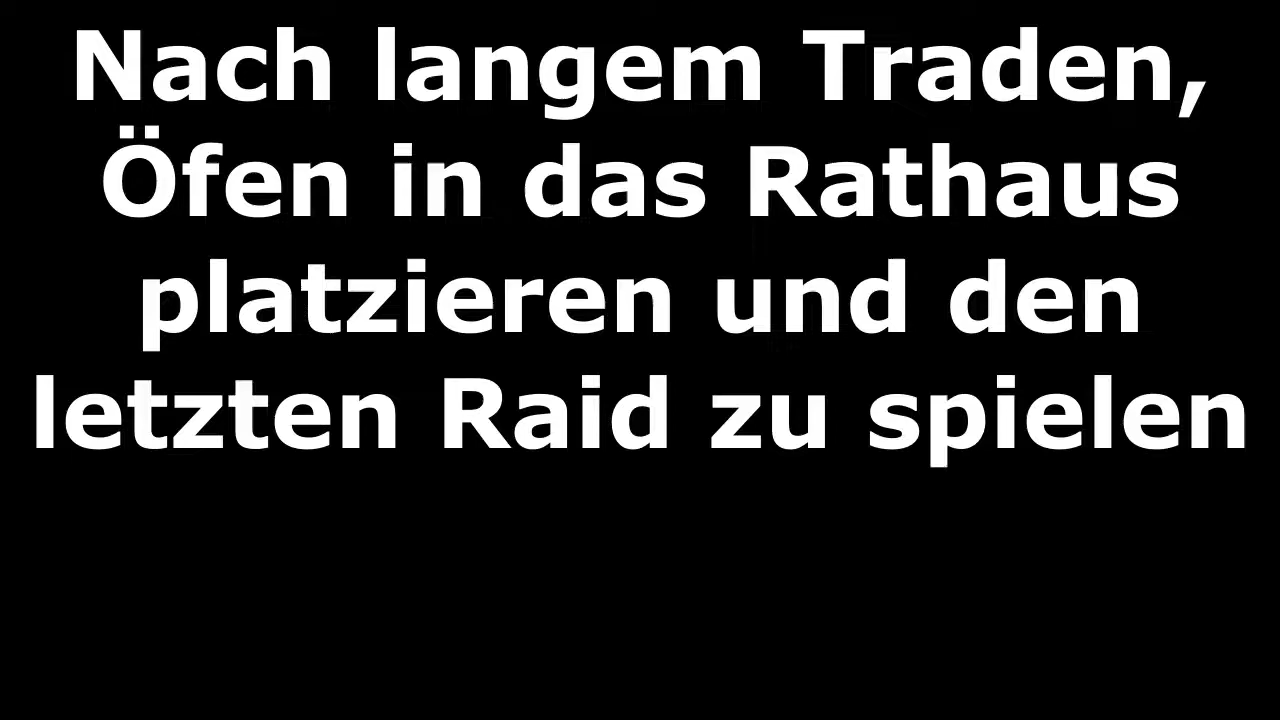 Nach langem Traden,
Öfen in das Rathaus
platzieren und den
letzten Raid zu spielen